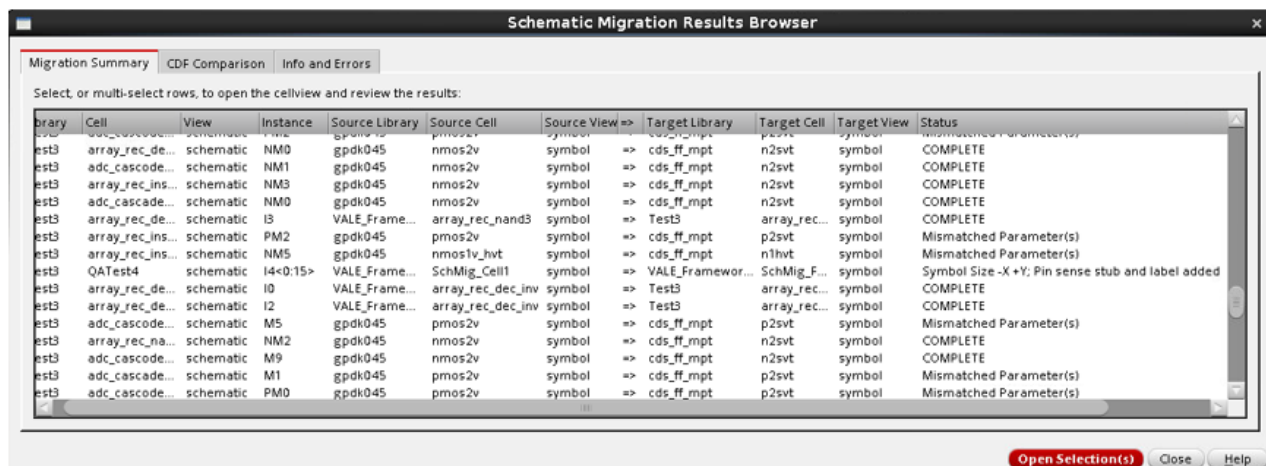 Schematic Migration Results Browser
Migration Summary CDF Comparison Info and Errors
Select, or multi-select rows, to open the cellview and review the results:
brary Cell View Instance Source Library Source Cell Source View => Target Library Target Cell Target View Status
est3 array_rec_de... schematic NM0 gpdk045 nmos2v symbol => cds_ff_mpt n2svt symbol COMPLETE
est3 adc_cascode... schematic NM1 gpdk045 nmos2v symbol => cds_ff_mpt n2svt symbol COMPLETE
est3 array_rec_ins... schematic NM3 gpdk045 nmos2v symbol => cds_ff_mpt n2svt symbol COMPLETE
est3 adc_cascade... schematic NM0 gpdk045 nmos2v symbol => cds_ff_mpt n2svt symbol COMPLETE
est3 array_rec_de... schematic I3 VALE_Frame... array_rec_nand3 symbol => Test3 array_rec... symbol COMPLETE
est3 array_rec_ins... schematic PM2 gpdk045 pmos2v symbol => cds_ff_mpt p2svt symbol Mismatched Parameter(s)
est3 array_rec_ins... schematic NM5 gpdk045 nmos1v_hvt symbol => cds_ff_mpt n1hvt symbol Mismatched Parameter(s)
est3 QATest4 schematic I4<0:15> VALE_Frame... SchMig_Cell1 symbol => VALE_Framewor... SchMig_F... symbol Symbol Size -X +Y; Pin sense stub and label added
est3 array_rec_de... schematic I0 VALE_Frame... array_rec_dec_inv symbol => Test3 array_rec... symbol COMPLETE
est3 array_rec_de... schematic I2 VALE_Frame... array_rec_dec_inv symbol => Test3 array_rec... symbol COMPLETE
est3 adc_cascode... schematic M5 gpdk045 pmos2v symbol => cds_ff_mpt p2svt symbol Mismatched Parameter(s)
est3 array_rec_na... schematic NM2 gpdk045 nmos2v symbol => cds_ff_mpt n2svt symbol COMPLETE
est3 adc_cascode... schematic M9 gpdk045 nmos2v symbol => cds_ff_mpt n2svt symbol COMPLETE
est3 adc_cascade... schematic M1 gpdk045 pmos2v symbol => cds_ff_mpt p2svt symbol Mismatched Parameter(s)
est3 adc_cascode... schematic PM0 gpdk045 pmos2v symbol => cds_ff_mpt p2svt symbol Mismatched Parameter(s)
Open Selection(s) Close Help